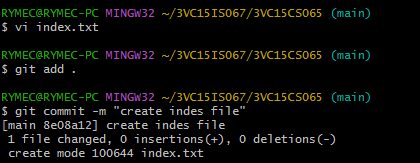 RYMEC@RYMEC-PC MINGW32 ~/3VC15IS067/3VC15CS065 (main)
$ vi index.txt
RYMEC@RYMEC-PC MINGW32 ~/3VC15IS067/3VC15CS065 (main)
$ git add .
RYMEC@RYMEC-PC MINGW32 ~/3VC15IS067/3VC15CS065 (main)
$ git commit -m "create indes file"
[main 8e08a12] create indes file
 1 file changed, 0 insertions(+), 0 deletions(-)
 create mode 100644 index.txt